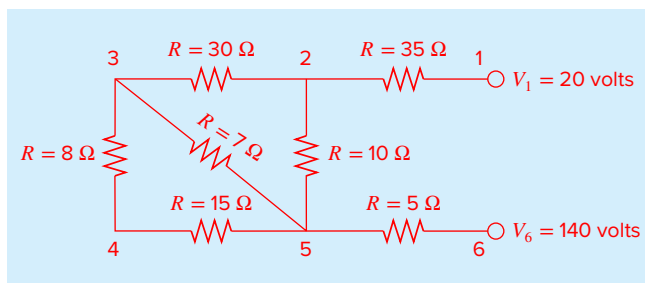 R = 30 Ω
R = 35 Ω
3
2
1
V₁ = 20 volts
R = 7 Ω
R = 8 Ω
R = 10 Ω
R = 15 Ω
R = 5 Ω
V₆ = 140 volts
4
5
6